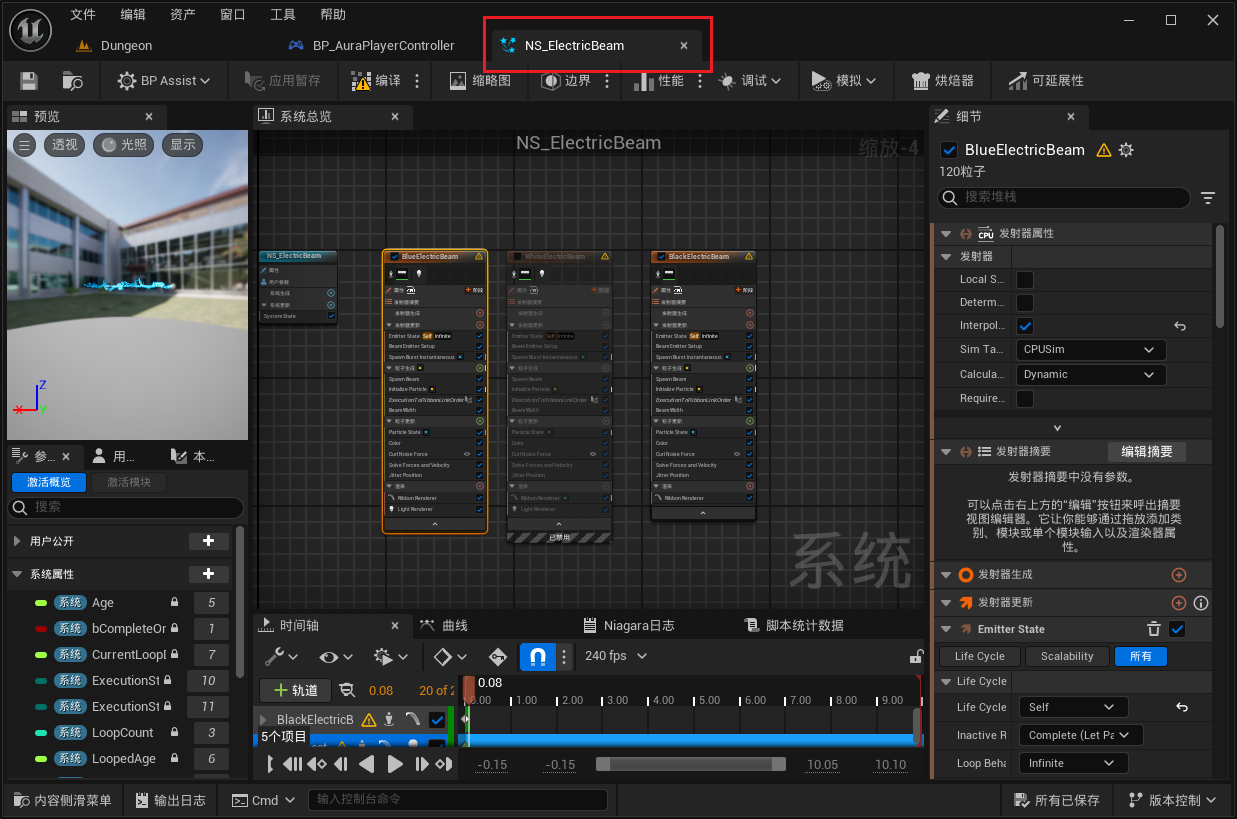 文件 编辑 资产 窗口 工具 帮助
Dungeon BP_AuraPlayerController NS_ElectricBeam
BP Assist 应用暂存 编译 缩略图 边界 性能 调试 模拟 烘焙器 可延展性
预览
透视 光照 显示
Z
X Y
系统总览
NS_ElectricBeam
缩放-4
NS_ElectricBeam
属性
用户参数
系统生成
系统更新
System State
BlueElectricBeam
属性 阶段
发射器摘要
发射器生成
发射器更新
Emitter State Self Infinite
Beam Emitter Setup
Spawn Burst Instantaneous
粒子生成
Spawn Beam
Initialize Particle
ExecutionToRibbonLinkOrder
Beam Width
粒子更新
Particle State
Color
Curl Noise Force
Solve Forces and Velocity
Jitter Position
渲染
Ribbon Renderer
Light Renderer
WhiteElectricBeam
属性 阶段
发射器摘要
发射器生成
发射器更新
Emitter State Self Infinite
Beam Emitter Setup
Spawn Burst Instantaneous
粒子生成
Spawn Beam
Initialize Particle
ExecutionToRibbonLinkOrder
Beam Width
粒子更新
Particle State
Color
Curl Noise Force
Solve Forces and Velocity
Jitter Position
渲染
Ribbon Renderer
Light Renderer
已禁用
BlackElectricBeam
属性 阶段
发射器摘要
发射器生成
发射器更新
Emitter State Self Infinite
Beam Emitter Setup
Spawn Burst Instantaneous
粒子生成
Spawn Beam
Initialize Particle
ExecutionToRibbonLinkOrder
Beam Width
粒子更新
Particle State
Color
Curl Noise Force
Solve Forces and Velocity
Jitter Position
渲染
Ribbon Renderer
系统
参... 用... 本...
激活概览 激活模块
搜索
用户公开
系统属性
系统 Age 5
系统 bCompleteOr 1
系统 CurrentLoopD 7
系统 ExecutionSt 10
系统 ExecutionSt 11
系统 LoopCount 3
系统 LoopedAge 6
时间轴 曲线 Niagara日志 脚本统计数据
240 fps
轨道 0.08 20 of 2
0.08
0.00 1.00 2.00 3.00 4.00 5.00 6.00 7.00 8.00 9.00
BlackElectricB
5个项目
-0.15 -0.15 10.05 10.10
细节
BlueElectricBeam
120粒子
搜索堆栈
CPU 发射器属性
发射器
Local S...
Determ...
Interpol...
Sim Ta... CPUSim
Calcula... Dynamic
Require...
发射器摘要 编辑摘要
发射器摘要中没有参数。
可以点击右上方的“编辑”按钮来呼出摘要
视图编辑器。它让你能够通过拖放添加类
别、模块或单个模块输入以及渲染器属
性。
发射器生成
发射器更新
Emitter State
Life Cycle Scalability 所有
Life Cycle
Life Cycle Self
Inactive R Complete (Let Pa
Loop Beha Infinite
内容侧滑菜单 输出日志 Cmd 输入控制台命令 所有已保存 版本控制